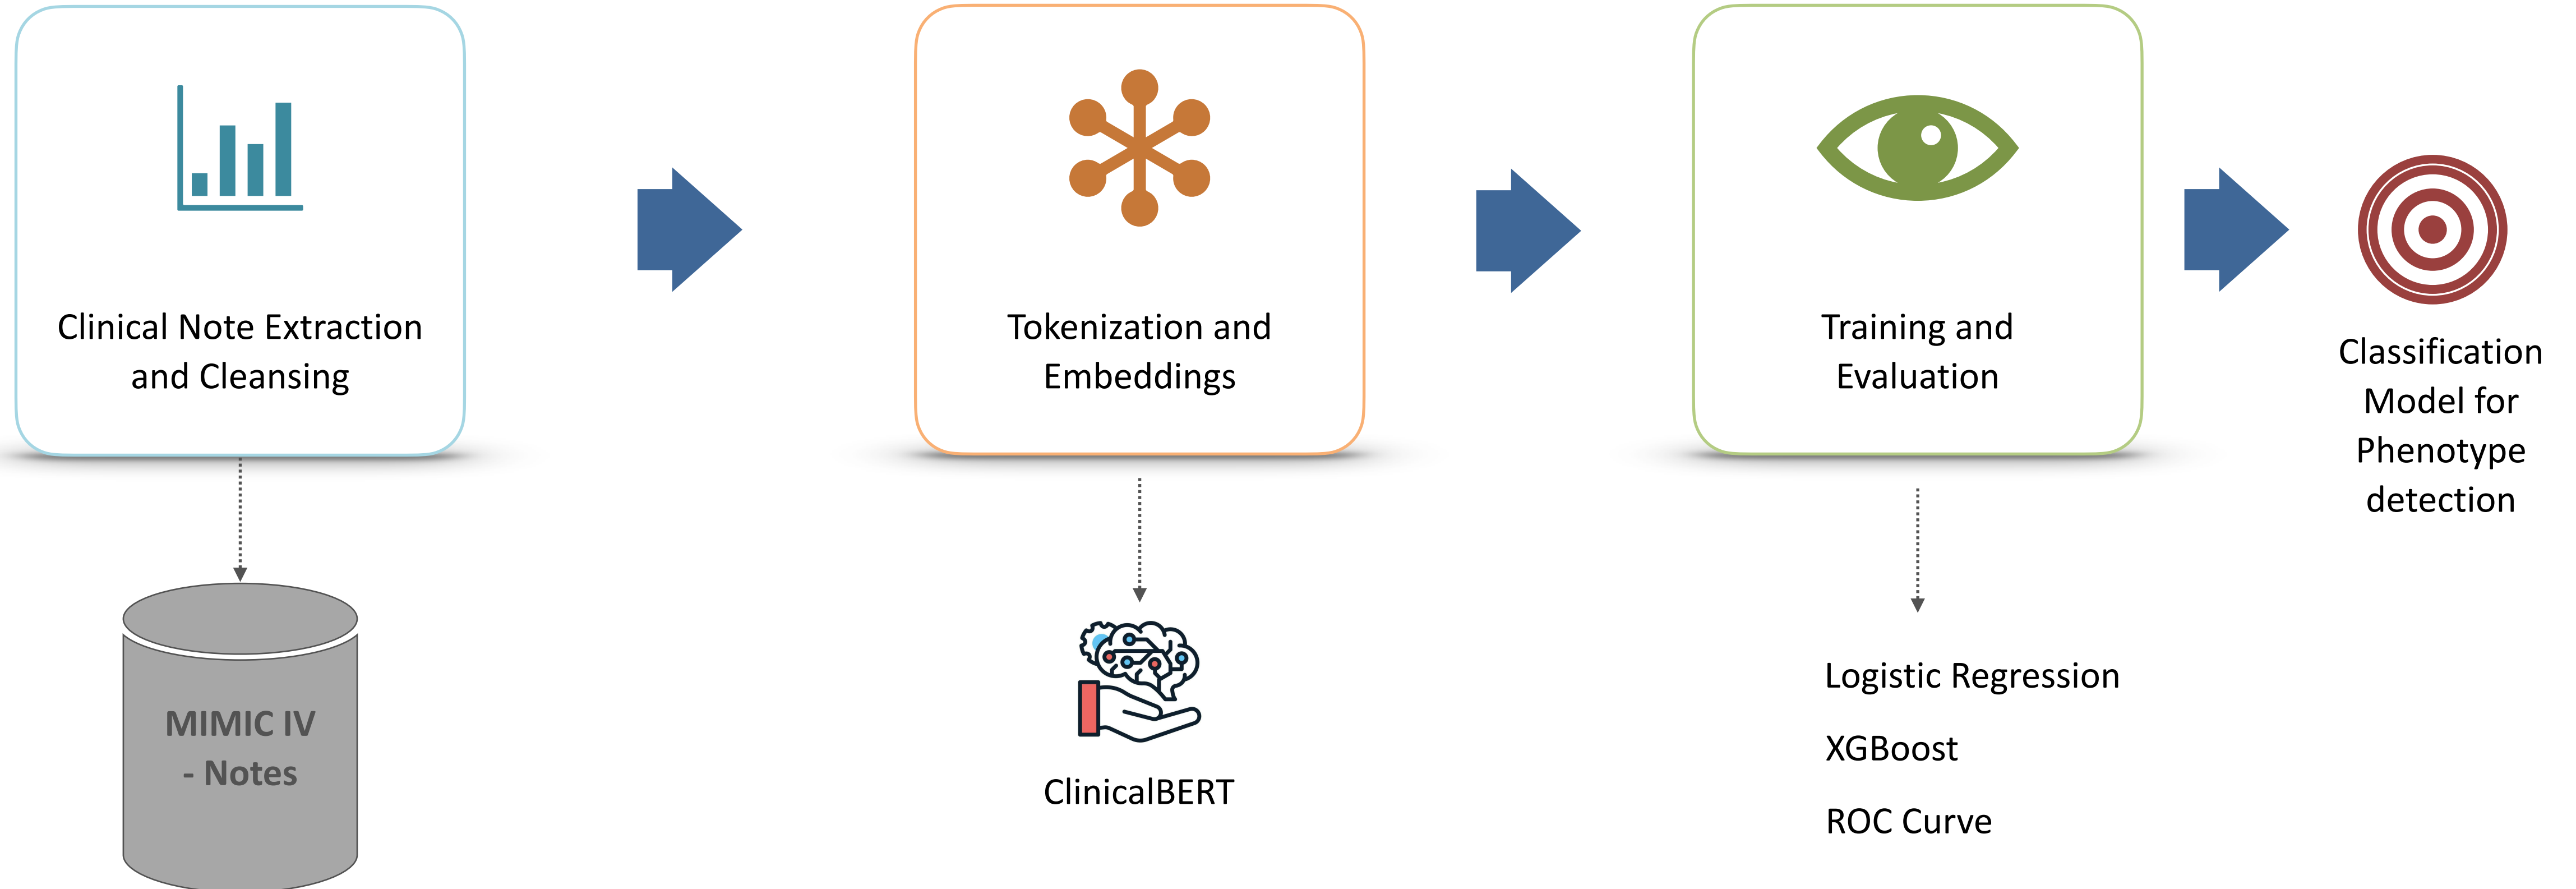 Clinical Note Extraction
and Cleansing
Tokenization and
Embeddings
Training and
Evaluation
Classification
Model for
Phenotype
detection
MIMIC IV
- Notes
ClinicalBERT
Logistic Regression
XGBoost
ROC Curve